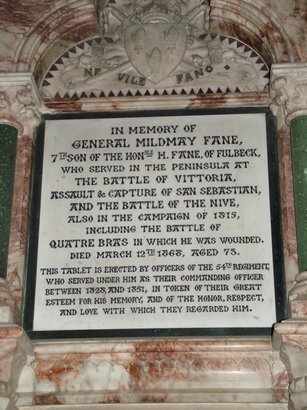 NE VILE FANO
IN MEMORY OF
GENERAL MILDMAY FANE,
7TH SON OF THE HONBLE H. FANE, OF FULBECK,
WHO SERVED IN THE PENINSULA AT
THE BATTLE OF VITTORIA,
ASSAULT & CAPTURE OF SAN SEBASTIAN,
AND THE BATTLE OF THE NIVE,
ALSO IN THE CAMPAIGN OF 1815,
INCLUDING THE BATTLE OF
QUATRE BRAS IN WHICH HE WAS WOUNDED.
DIED MARCH 12TH 1868, AGED 73.
THIS TABLET IS ERECTED BY OFFICERS OF THE 54TH REGIMENT,
WHO SERVED UNDER HIM AS THEIR COMMANDING OFFICER
BETWEEN 1828, AND 1851, IN TOKEN OF THEIR GREAT
ESTEEM FOR HIS MEMORY, AND OF THE HONOR, RESPECT,
AND LOVE WITH WHICH THEY REGARDED HIM.